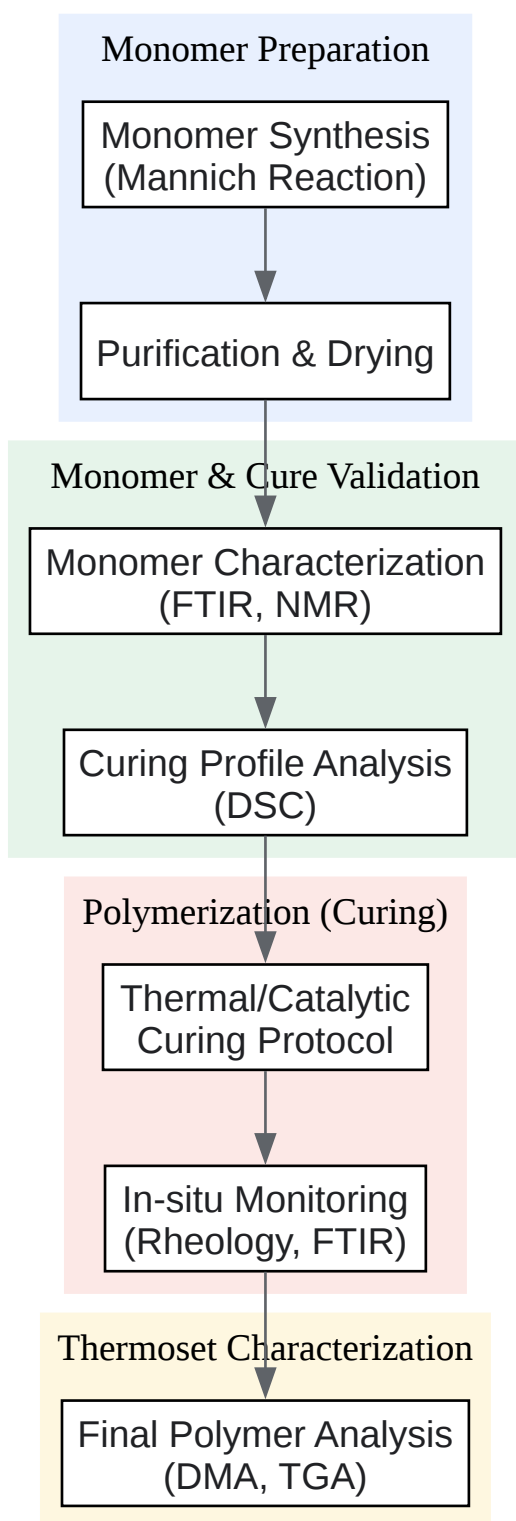 Monomer Preparation
Monomer Synthesis
(Mannich Reaction)
Purification & Drying
Monomer & Cure Validation
Monomer Characterization
(FTIR, NMR)
Curing Profile Analysis
(DSC)
Polymerization (Curing)
Thermal/Catalytic
Curing Protocol
In-situ Monitoring
(Rheology, FTIR)
Thermoset Characterization
Final Polymer Analysis
(DMA, TGA)